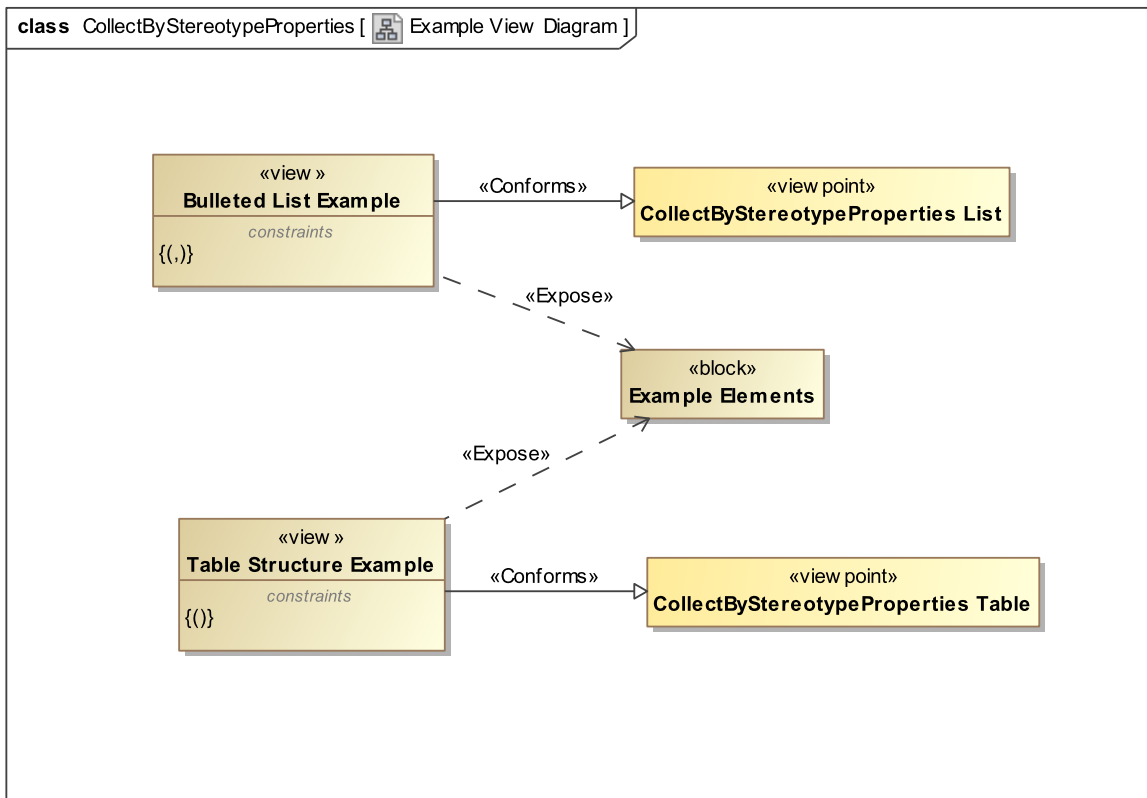 class CollectByStereotypeProperties [ Example View Diagram ]
«view »
Bulleted List Example
constraints
{(,)}
«Conforms»
«view point»
CollectByStereotypeProperties List
«Expose»
«block»
Example Elements
«Expose»
«view »
Table Structure Example
constraints
{()}
«Conforms»
«view point»
CollectByStereotypeProperties Table